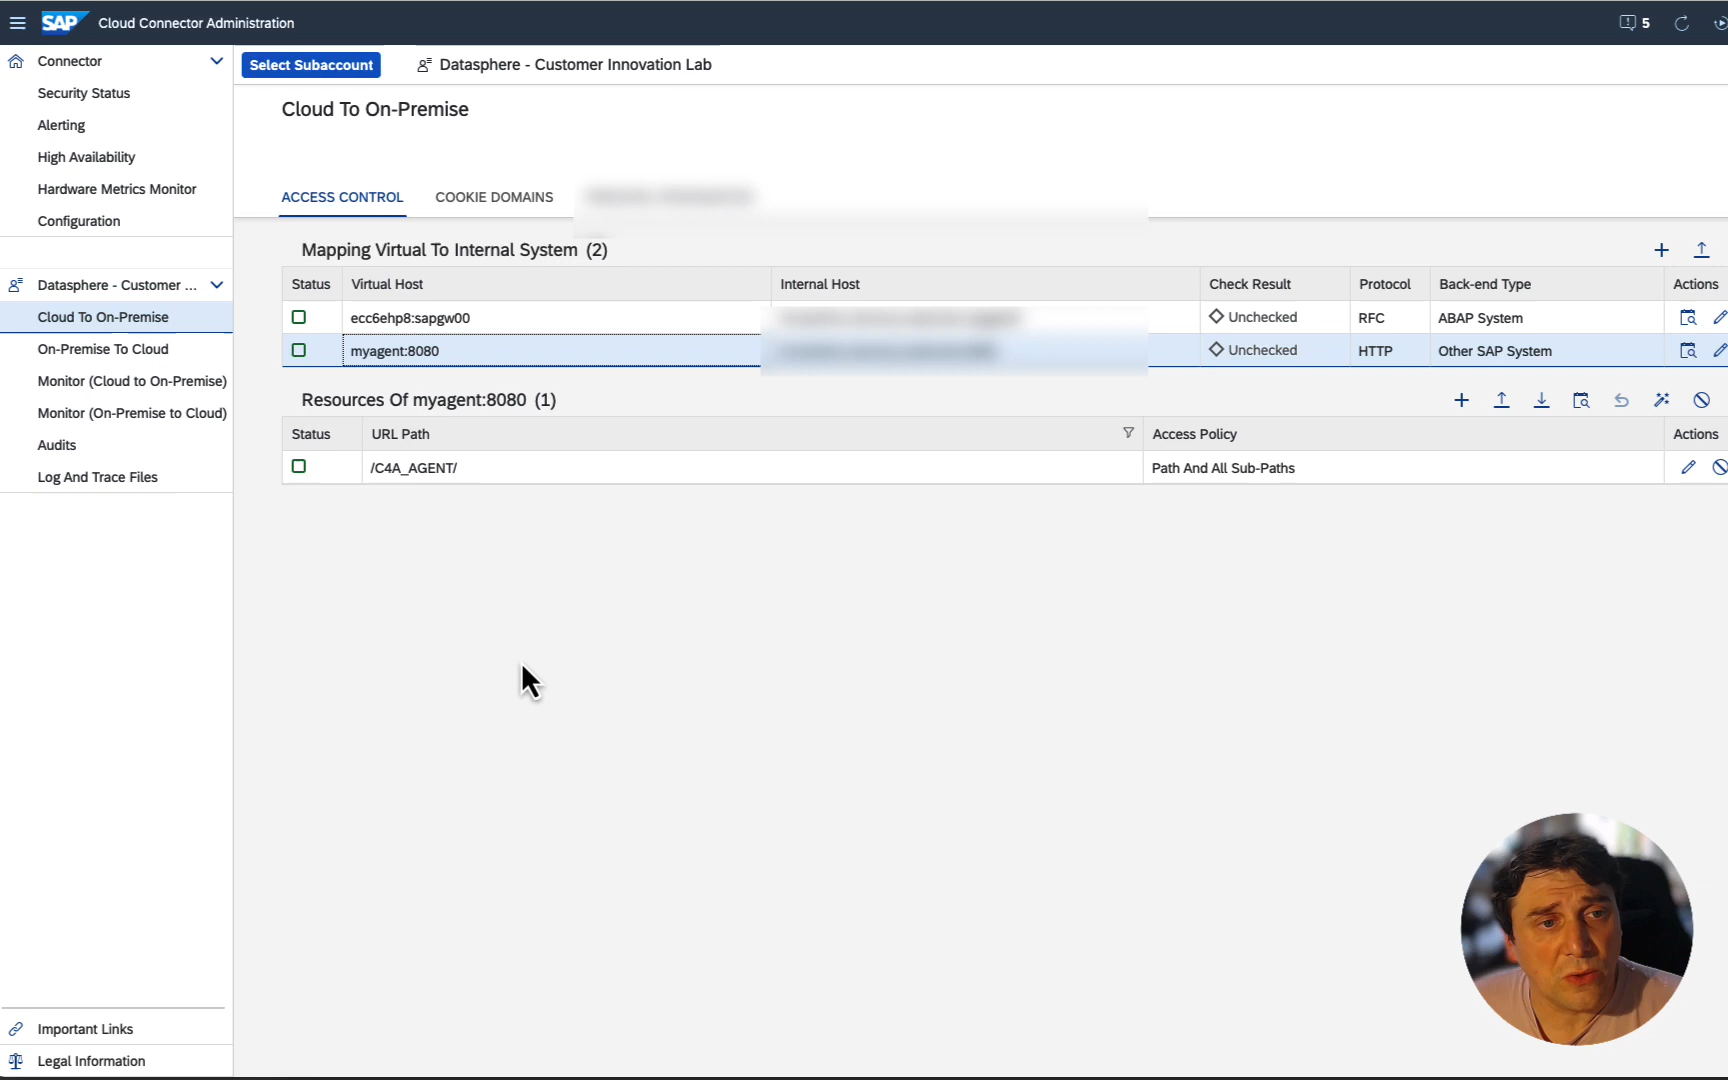 SAP Cloud Connector Administration 5
Connector
Security Status
Alerting
High Availability
Hardware Metrics Monitor
Configuration
Datasphere - Customer ...
Cloud To On-Premise
On-Premise To Cloud
Monitor (Cloud to On-Premise)
Monitor (On-Premise to Cloud)
Audits
Log And Trace Files
Important Links
Legal Information
Select Subaccount Datasphere - Customer Innovation Lab
Cloud To On-Premise
ACCESS CONTROL COOKIE DOMAINS
Mapping Virtual To Internal System (2)
Status Virtual Host Internal Host Check Result Protocol Back-end Type Actions
ecc6ehp8:sapgw00 Unchecked RFC ABAP System
myagent:8080 Unchecked HTTP Other SAP System
Resources Of myagent:8080 (1)
Status URL Path Access Policy Actions
/C4A_AGENT/ Path And All Sub-Paths